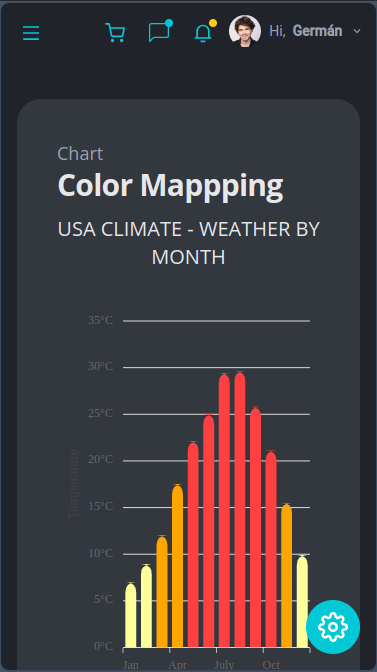 Hi, Germán
Chart
Color Mappping
USA CLIMATE - WEATHER BY
MONTH
35°C
30°C
25°C
20°C
15°C
10°C
5°C
0°C
Temperature
Jan Apr July Oct